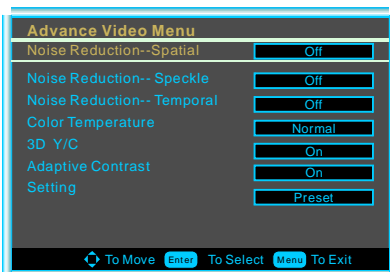 Advance Video Menu
Noise Reduction--Spatial Off
Noise Reduction-- Speckle Off
Noise Reduction-- Temporal Off
Color Temperature Normal
3D Y/C On
Adaptive Contrast On
Setting Preset
To Move Enter To Select Menu To Exit